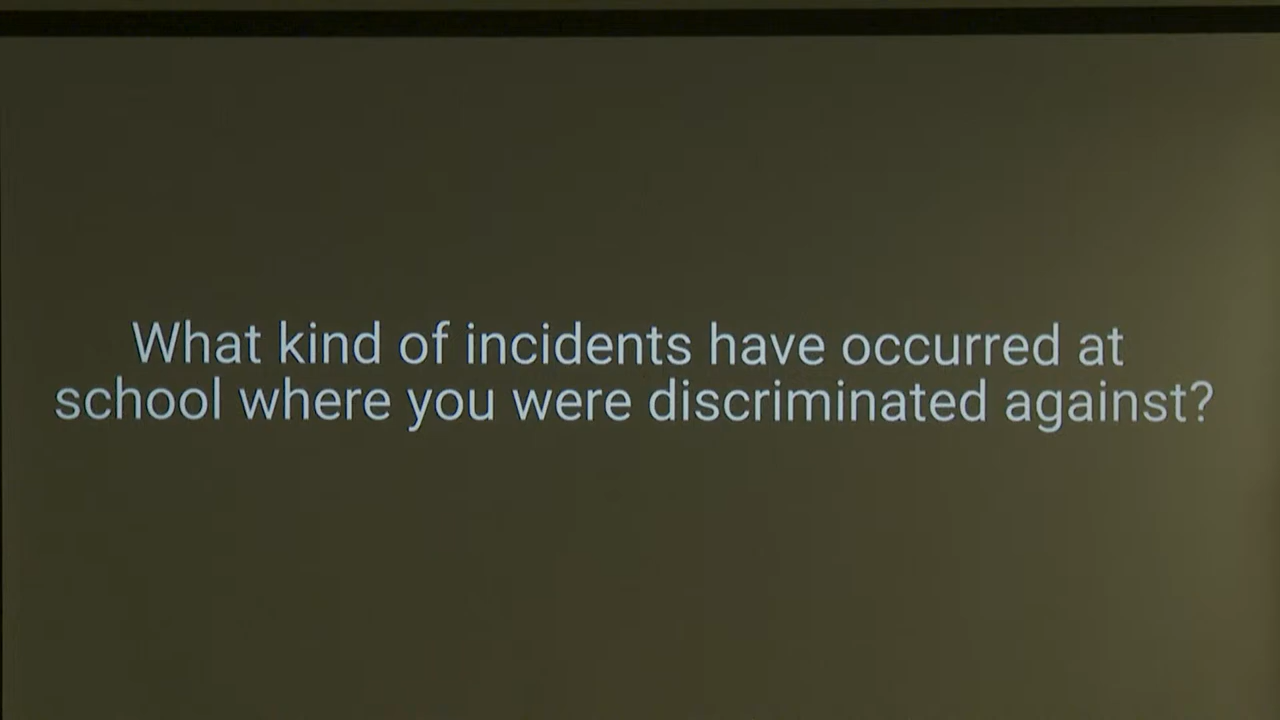 What kind of incidents have occurred at
school where you were discriminated against?